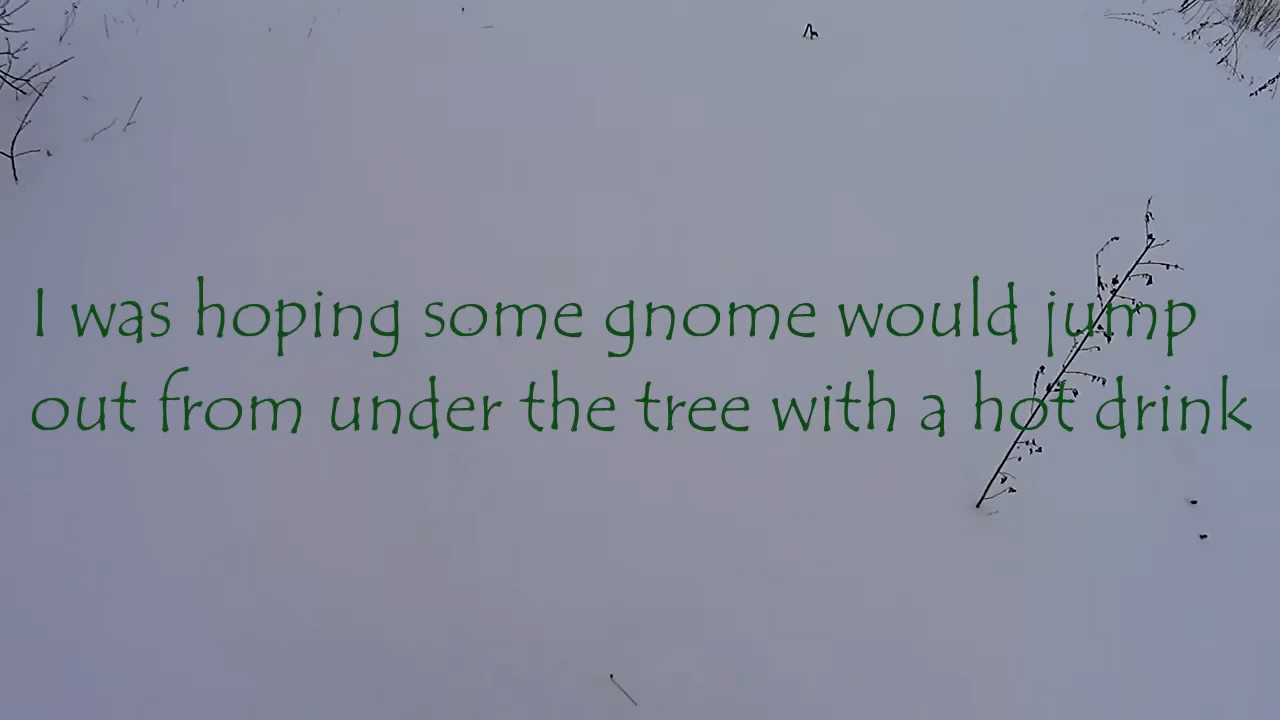 I was hoping some gnome would jump
out from under the tree with a hot drink